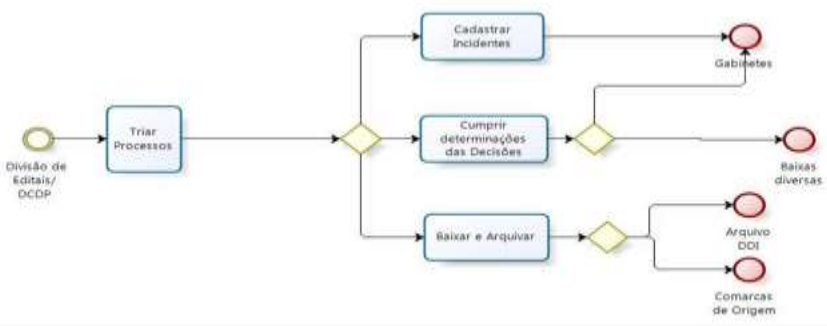 Cadastrar
Incidentes
Gabinetes
Triar
Processos
Cumprir
determinações
das Decisões
Divisão de
Editais/
DCDP
Baixas
diversas
Baixar e Arquivar
Arquivo
DDI
Comarcas
de Origem